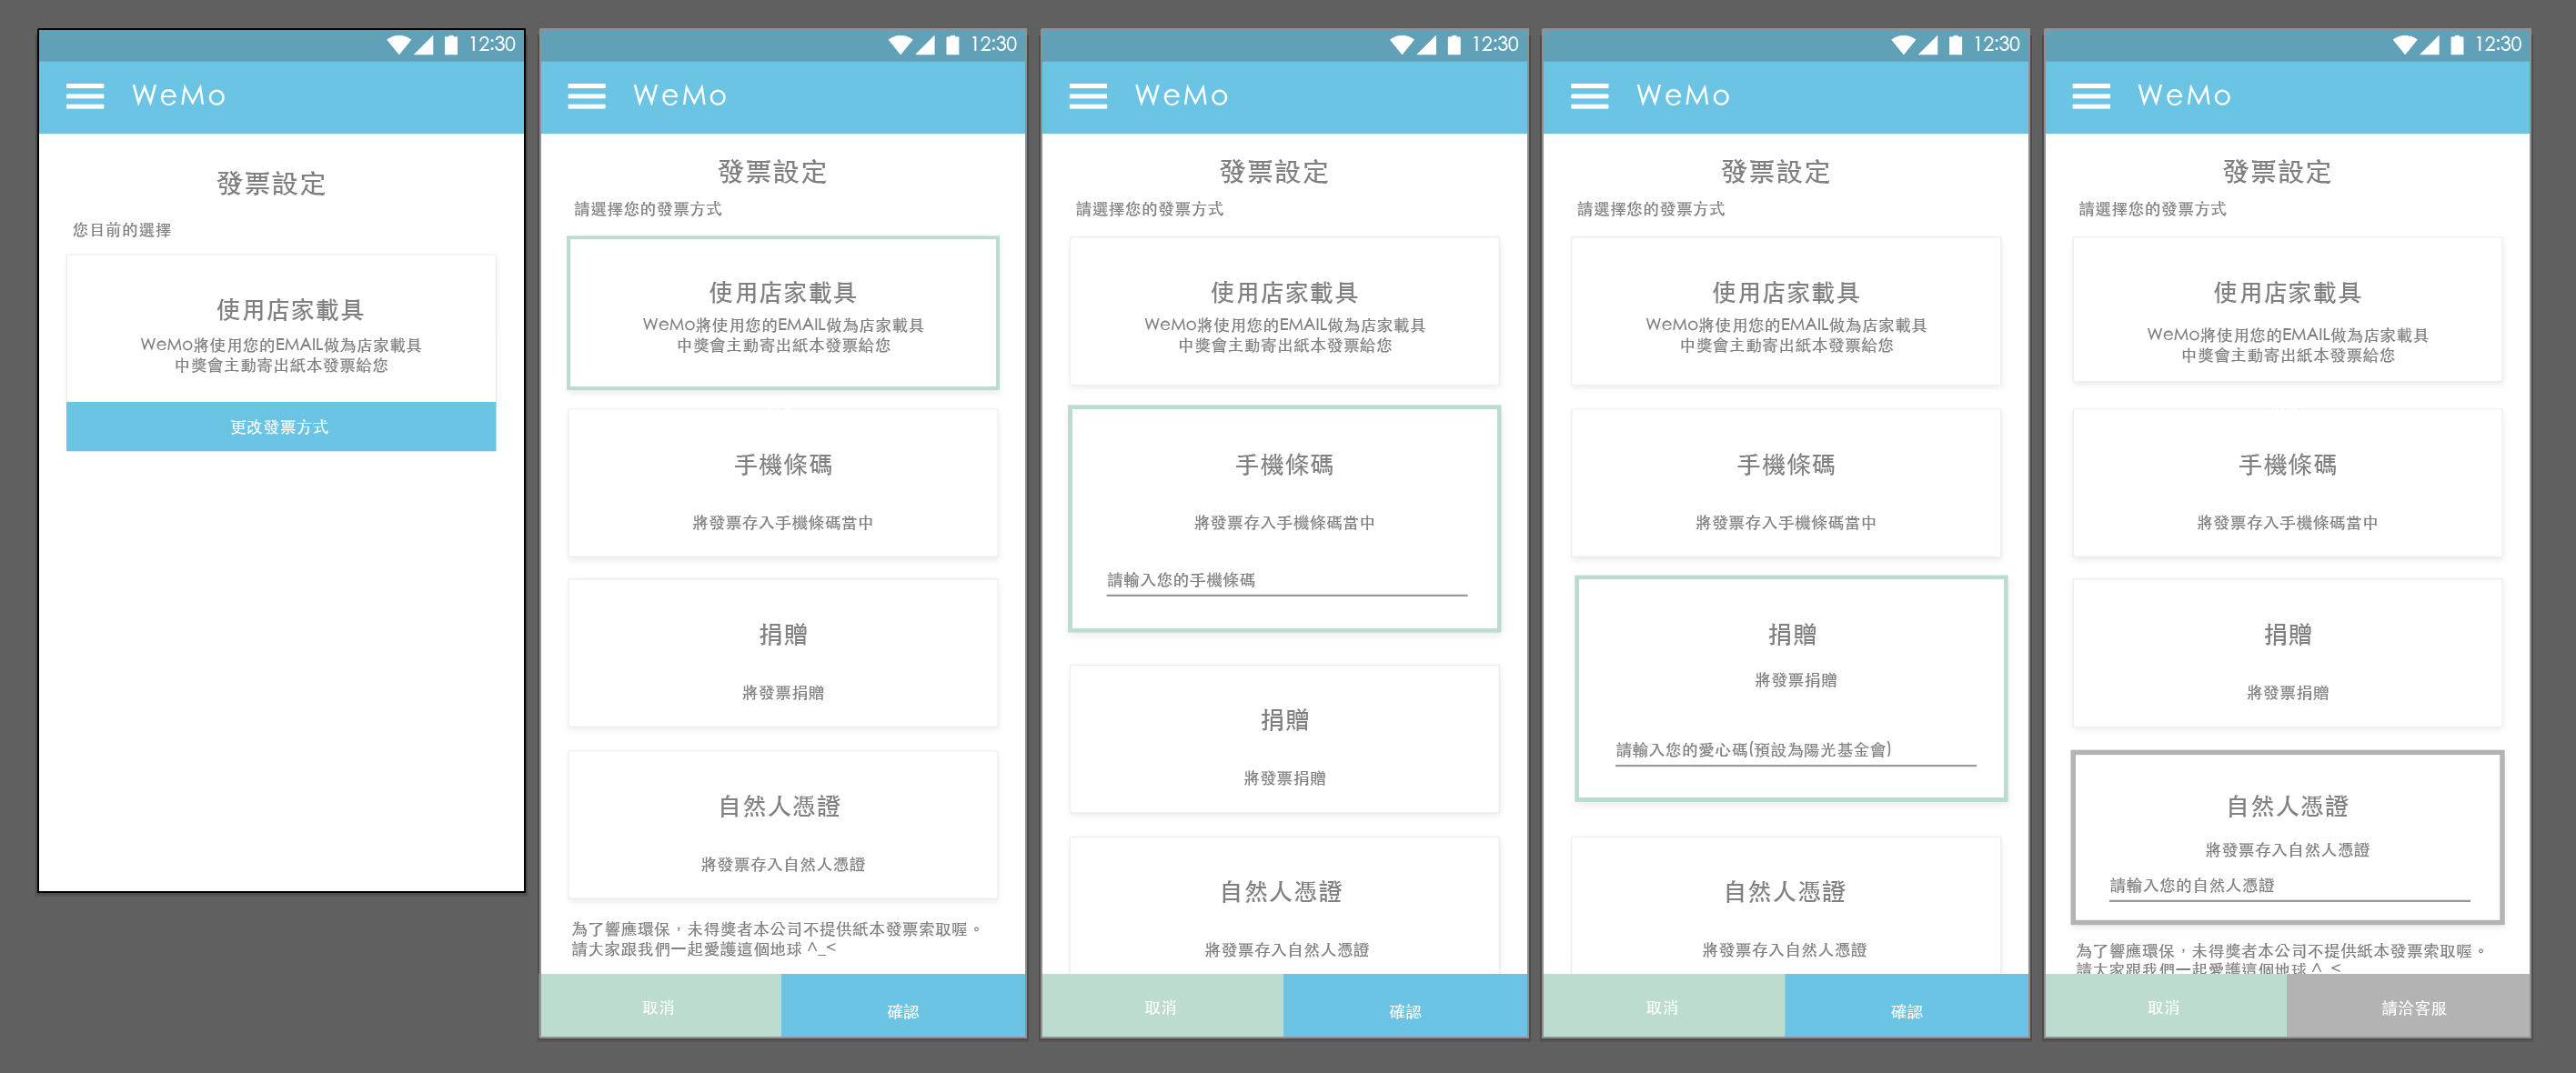 12:30
WeMo
發票設定
您目前的選擇
使用店家載具
WeMo將使用您的EMAIL做為店家載具
中獎會主動寄出紙本發票給您
更改發票方式
12:30
WeMo
發票設定
請選擇您的發票方式
使用店家載具
WeMo將使用您的EMAIL做為店家載具
中獎會主動寄出紙本發票給您
手機條碼
將發票存入手機條碼當中
捐贈
將發票捐贈
自然人憑證
將發票存入自然人憑證
為了響應環保，未得獎者本公司不提供紙本發票索取喔。
請大家跟我們一起愛護這個地球 ^_<
取消
確認
12:30
WeMo
發票設定
請選擇您的發票方式
使用店家載具
WeMo將使用您的EMAIL做為店家載具
中獎會主動寄出紙本發票給您
手機條碼
將發票存入手機條碼當中
請輸入您的手機條碼
捐贈
將發票捐贈
自然人憑證
將發票存入自然人憑證
取消
確認
12:30
WeMo
發票設定
請選擇您的發票方式
使用店家載具
WeMo將使用您的EMAIL做為店家載具
中獎會主動寄出紙本發票給您
手機條碼
將發票存入手機條碼當中
捐贈
將發票捐贈
請輸入您的愛心碼(預設為陽光基金會)
自然人憑證
將發票存入自然人憑證
取消
確認
12:30
WeMo
發票設定
請選擇您的發票方式
使用店家載具
WeMo將使用您的EMAIL做為店家載具
中獎會主動寄出紙本發票給您
手機條碼
將發票存入手機條碼當中
捐贈
將發票捐贈
自然人憑證
將發票存入自然人憑證
請輸入您的自然人憑證
為了響應環保，未得獎者本公司不提供紙本發票索取喔。
請大家跟我們一起愛護這個地球 ^_<
取消
請洽客服